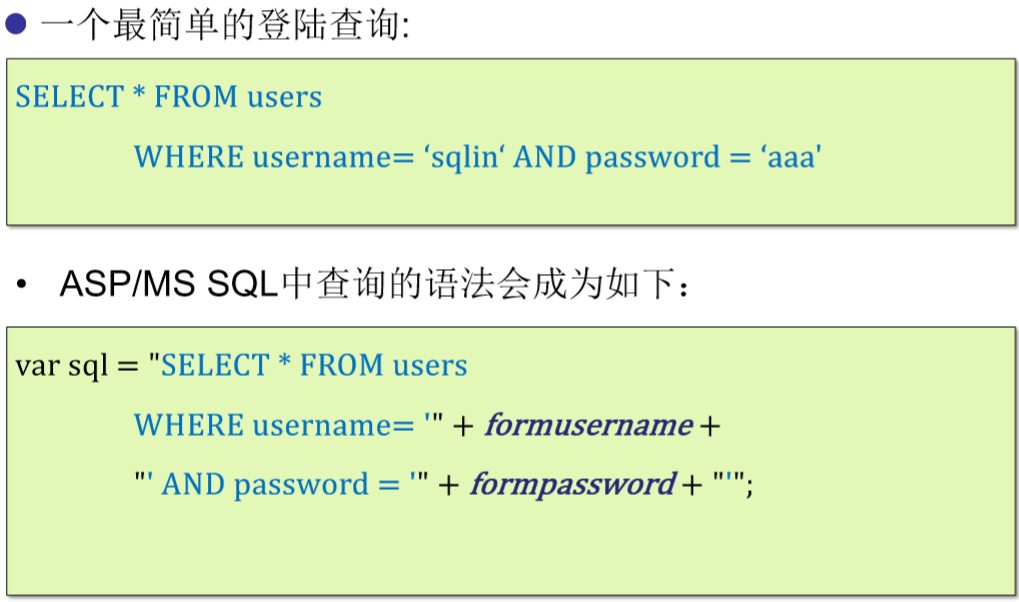 ● 一个最简单的登陆查询:
SELECT * FROM users
WHERE username= ‘sqlin‘ AND password = ‘aaa'
• ASP/MS SQL中查询的语法会成为如下：
var sql = "SELECT * FROM users
WHERE username= '" + formusername +
"' AND password = '" + formpassword + "'";